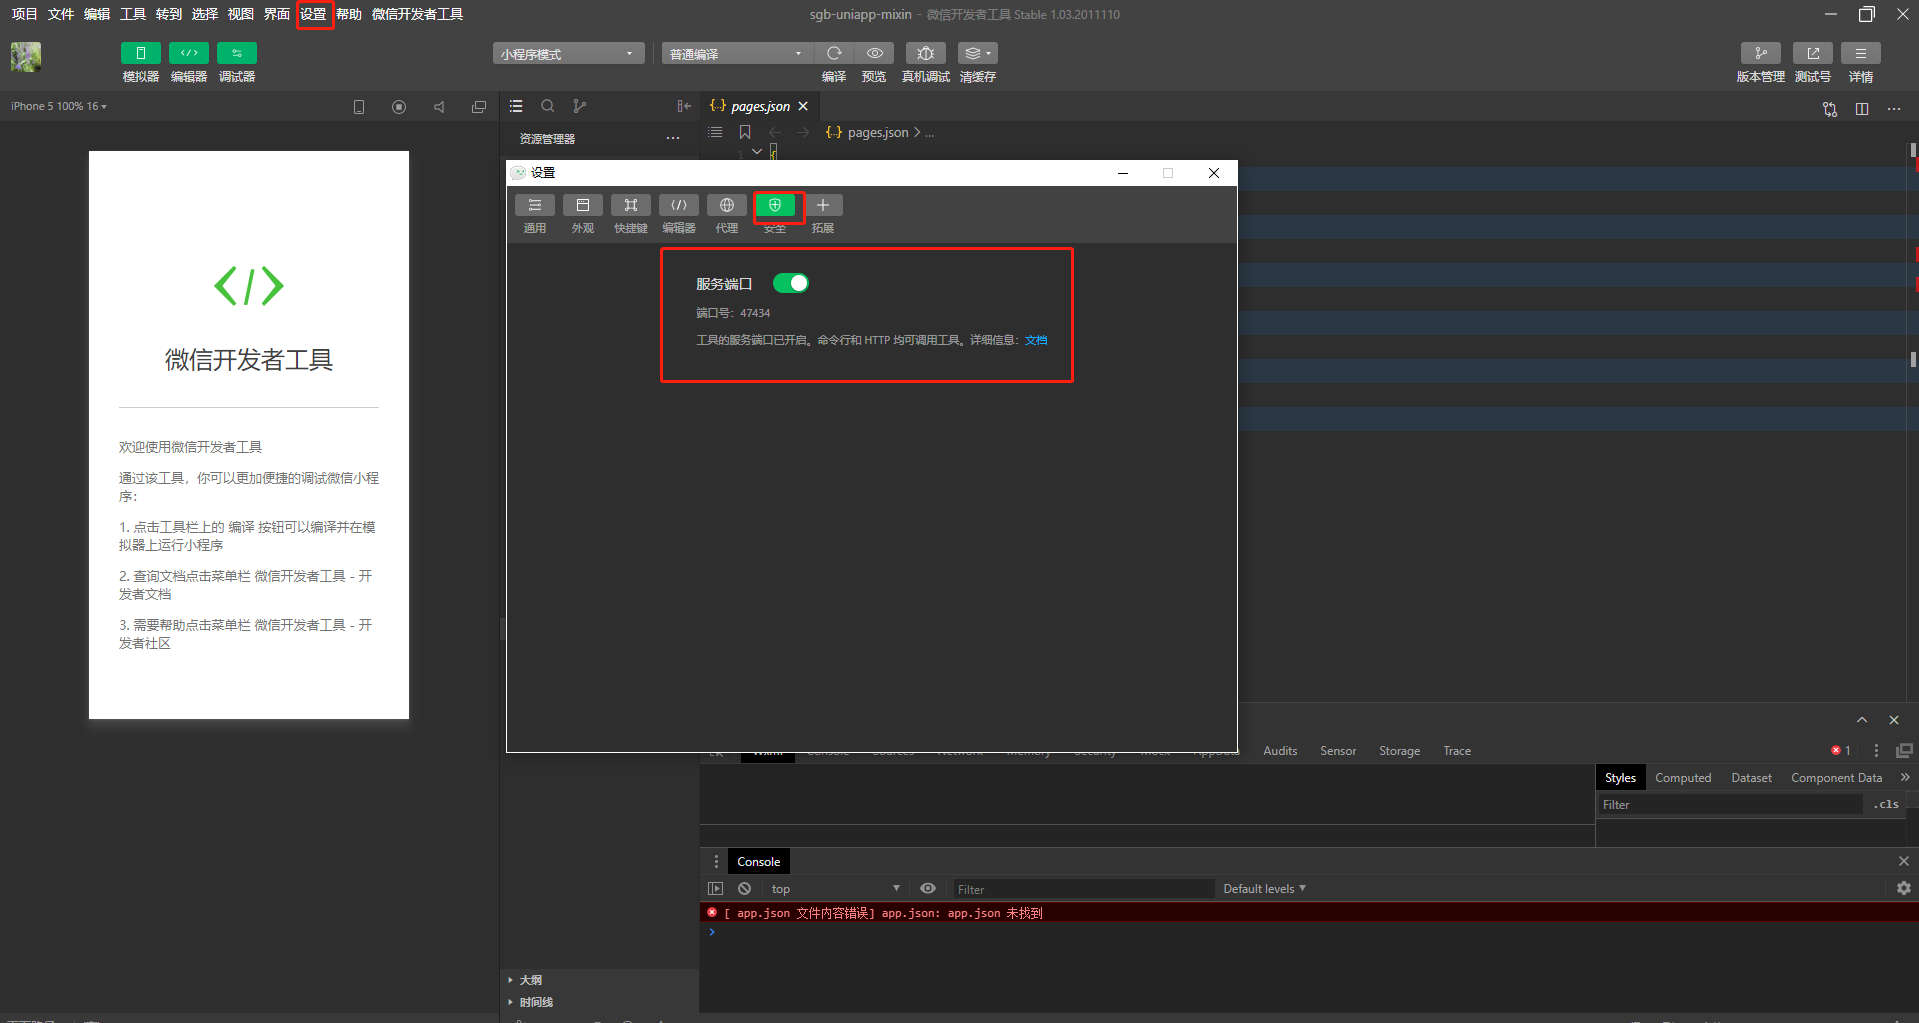 项目 文件 编辑 工具 转到 选择 视图 界面 设置 帮助 微信开发者工具
sgb-uniapp-mixin - 微信开发者工具 Stable 1.03.2011110
模拟器 编辑器 调试器
小程序模式
普通编译
编译 预览 真机调试 清缓存
版本管理 测试号 详情
iPhone 5 100% 16
资源管理器
pages.json
pages.json > ...
1 {
微信开发者工具
欢迎使用微信开发者工具
通过该工具，你可以更加便捷的调试微信小程
序：
1. 点击工具栏上的 编译 按钮可以编译并在模
拟器上运行小程序
2. 查询文档点击菜单栏 微信开发者工具 - 开
发者文档
3. 需要帮助点击菜单栏 微信开发者工具 - 开
发者社区
设置
通用 外观 快捷键 编辑器 代理 安全 拓展
服务端口
端口号：47434
工具的服务端口已开启。命令行和 HTTP 均可调用工具。详细信息：文档
Wxml Console Sources Network Memory Security Mock AppData Audits Sensor Storage Trace
1
Styles Computed Dataset Component Data
Filter
.cls
Console
top
Filter
Default levels
[ app.json 文件内容错误] app.json: app.json 未找到
大纲
时间线